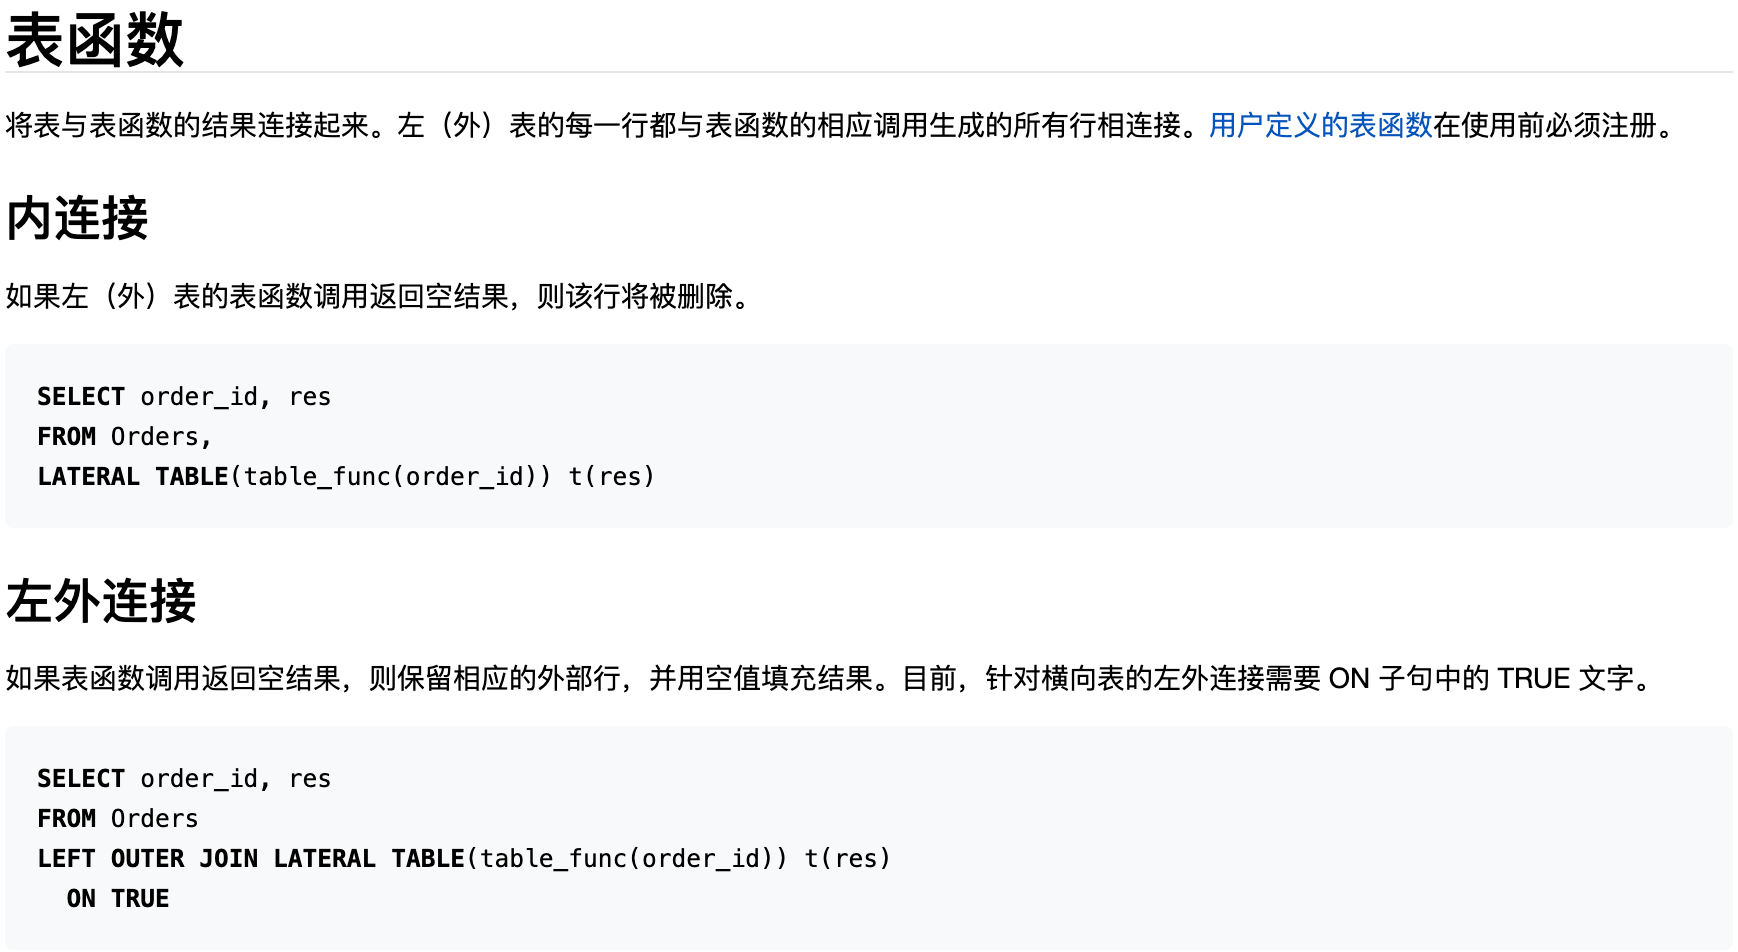 表函数
将表与表函数的结果连接起来。左（外）表的每一行都与表函数的相应调用生成的所有行相连接。用户定义的表函数在使用前必须注册。
内连接
如果左（外）表的表函数调用返回空结果，则该行将被删除。
SELECT order_id, res
FROM Orders,
LATERAL TABLE(table_func(order_id)) t(res)
左外连接
如果表函数调用返回空结果，则保留相应的外部行，并用空值填充结果。目前，针对横向表的左外连接需要 ON 子句中的 TRUE 文字。
SELECT order_id, res
FROM Orders
LEFT OUTER JOIN LATERAL TABLE(table_func(order_id)) t(res)
  ON TRUE